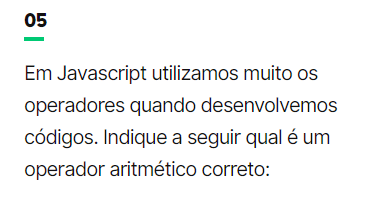 05
Em Javascript utilizamos muito os
operadores quando desenvolvemos
códigos. Indique a seguir qual é um
operador aritmético correto: